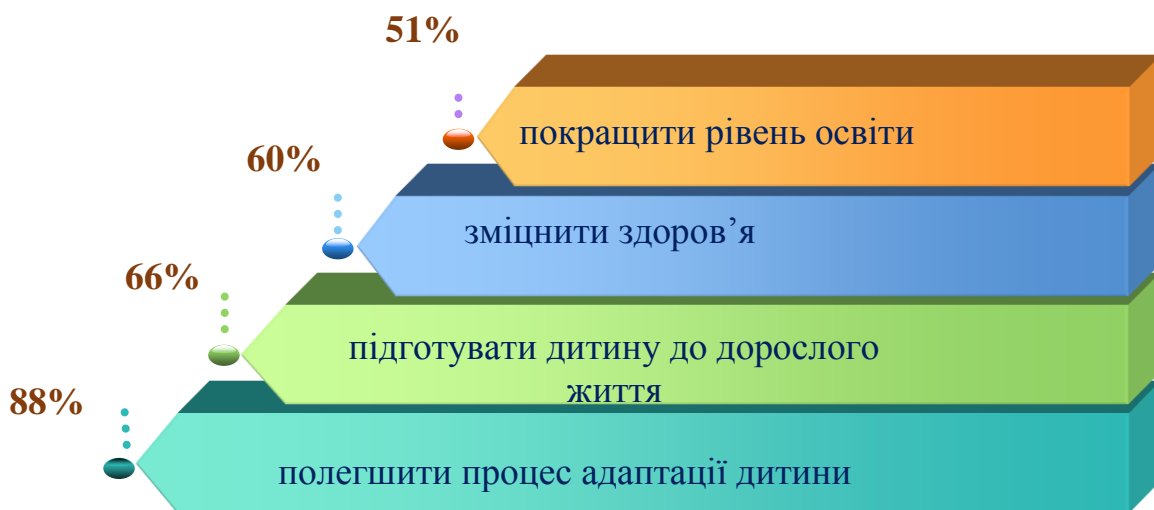 51%
покращити рівень освіти
60%
зміцнити здоров’я
66%
підготувати дитину до дорослого
життя
88%
полегшити процес адаптації дитини